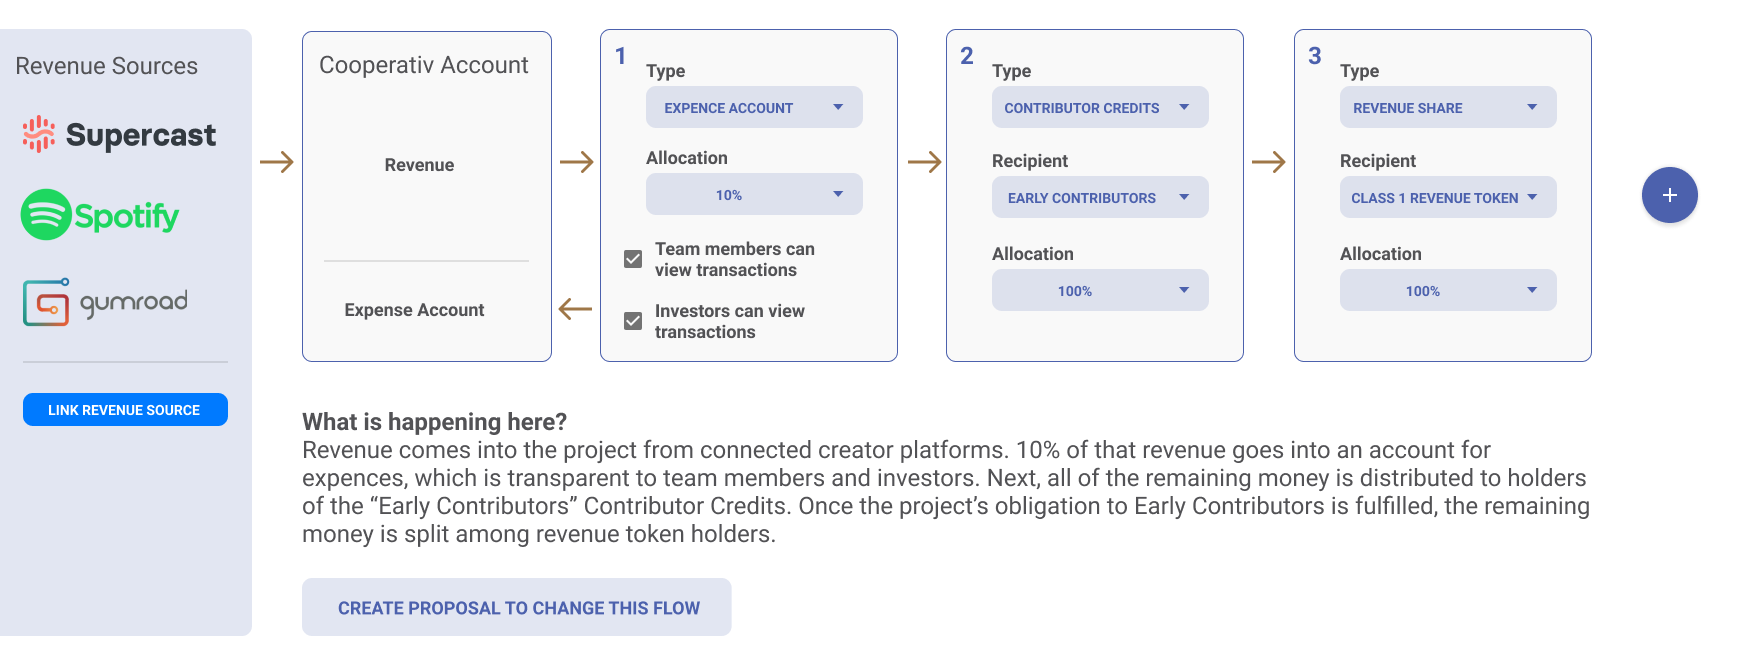 Revenue Sources
Supercast
Spotify
gumroad
LINK REVENUE SOURCE
Cooperativ Account
Revenue
Expense Account
1
Type
EXPENCE ACCOUNT
Allocation
10%
Team members can
view transactions
Investors can view
transactions
2
Type
CONTRIBUTOR CREDITS
Recipient
EARLY CONTRIBUTORS
Allocation
100%
3
Type
REVENUE SHARE
Recipient
CLASS 1 REVENUE TOKEN
Allocation
100%
+
What is happening here?
Revenue comes into the project from connected creator platforms. 10% of that revenue goes into an account for
expences, which is transparent to team members and investors. Next, all of the remaining money is distributed to holders
of the “Early Contributors” Contributor Credits. Once the project’s obligation to Early Contributors is fulfilled, the remaining
money is split among revenue token holders.
CREATE PROPOSAL TO CHANGE THIS FLOW